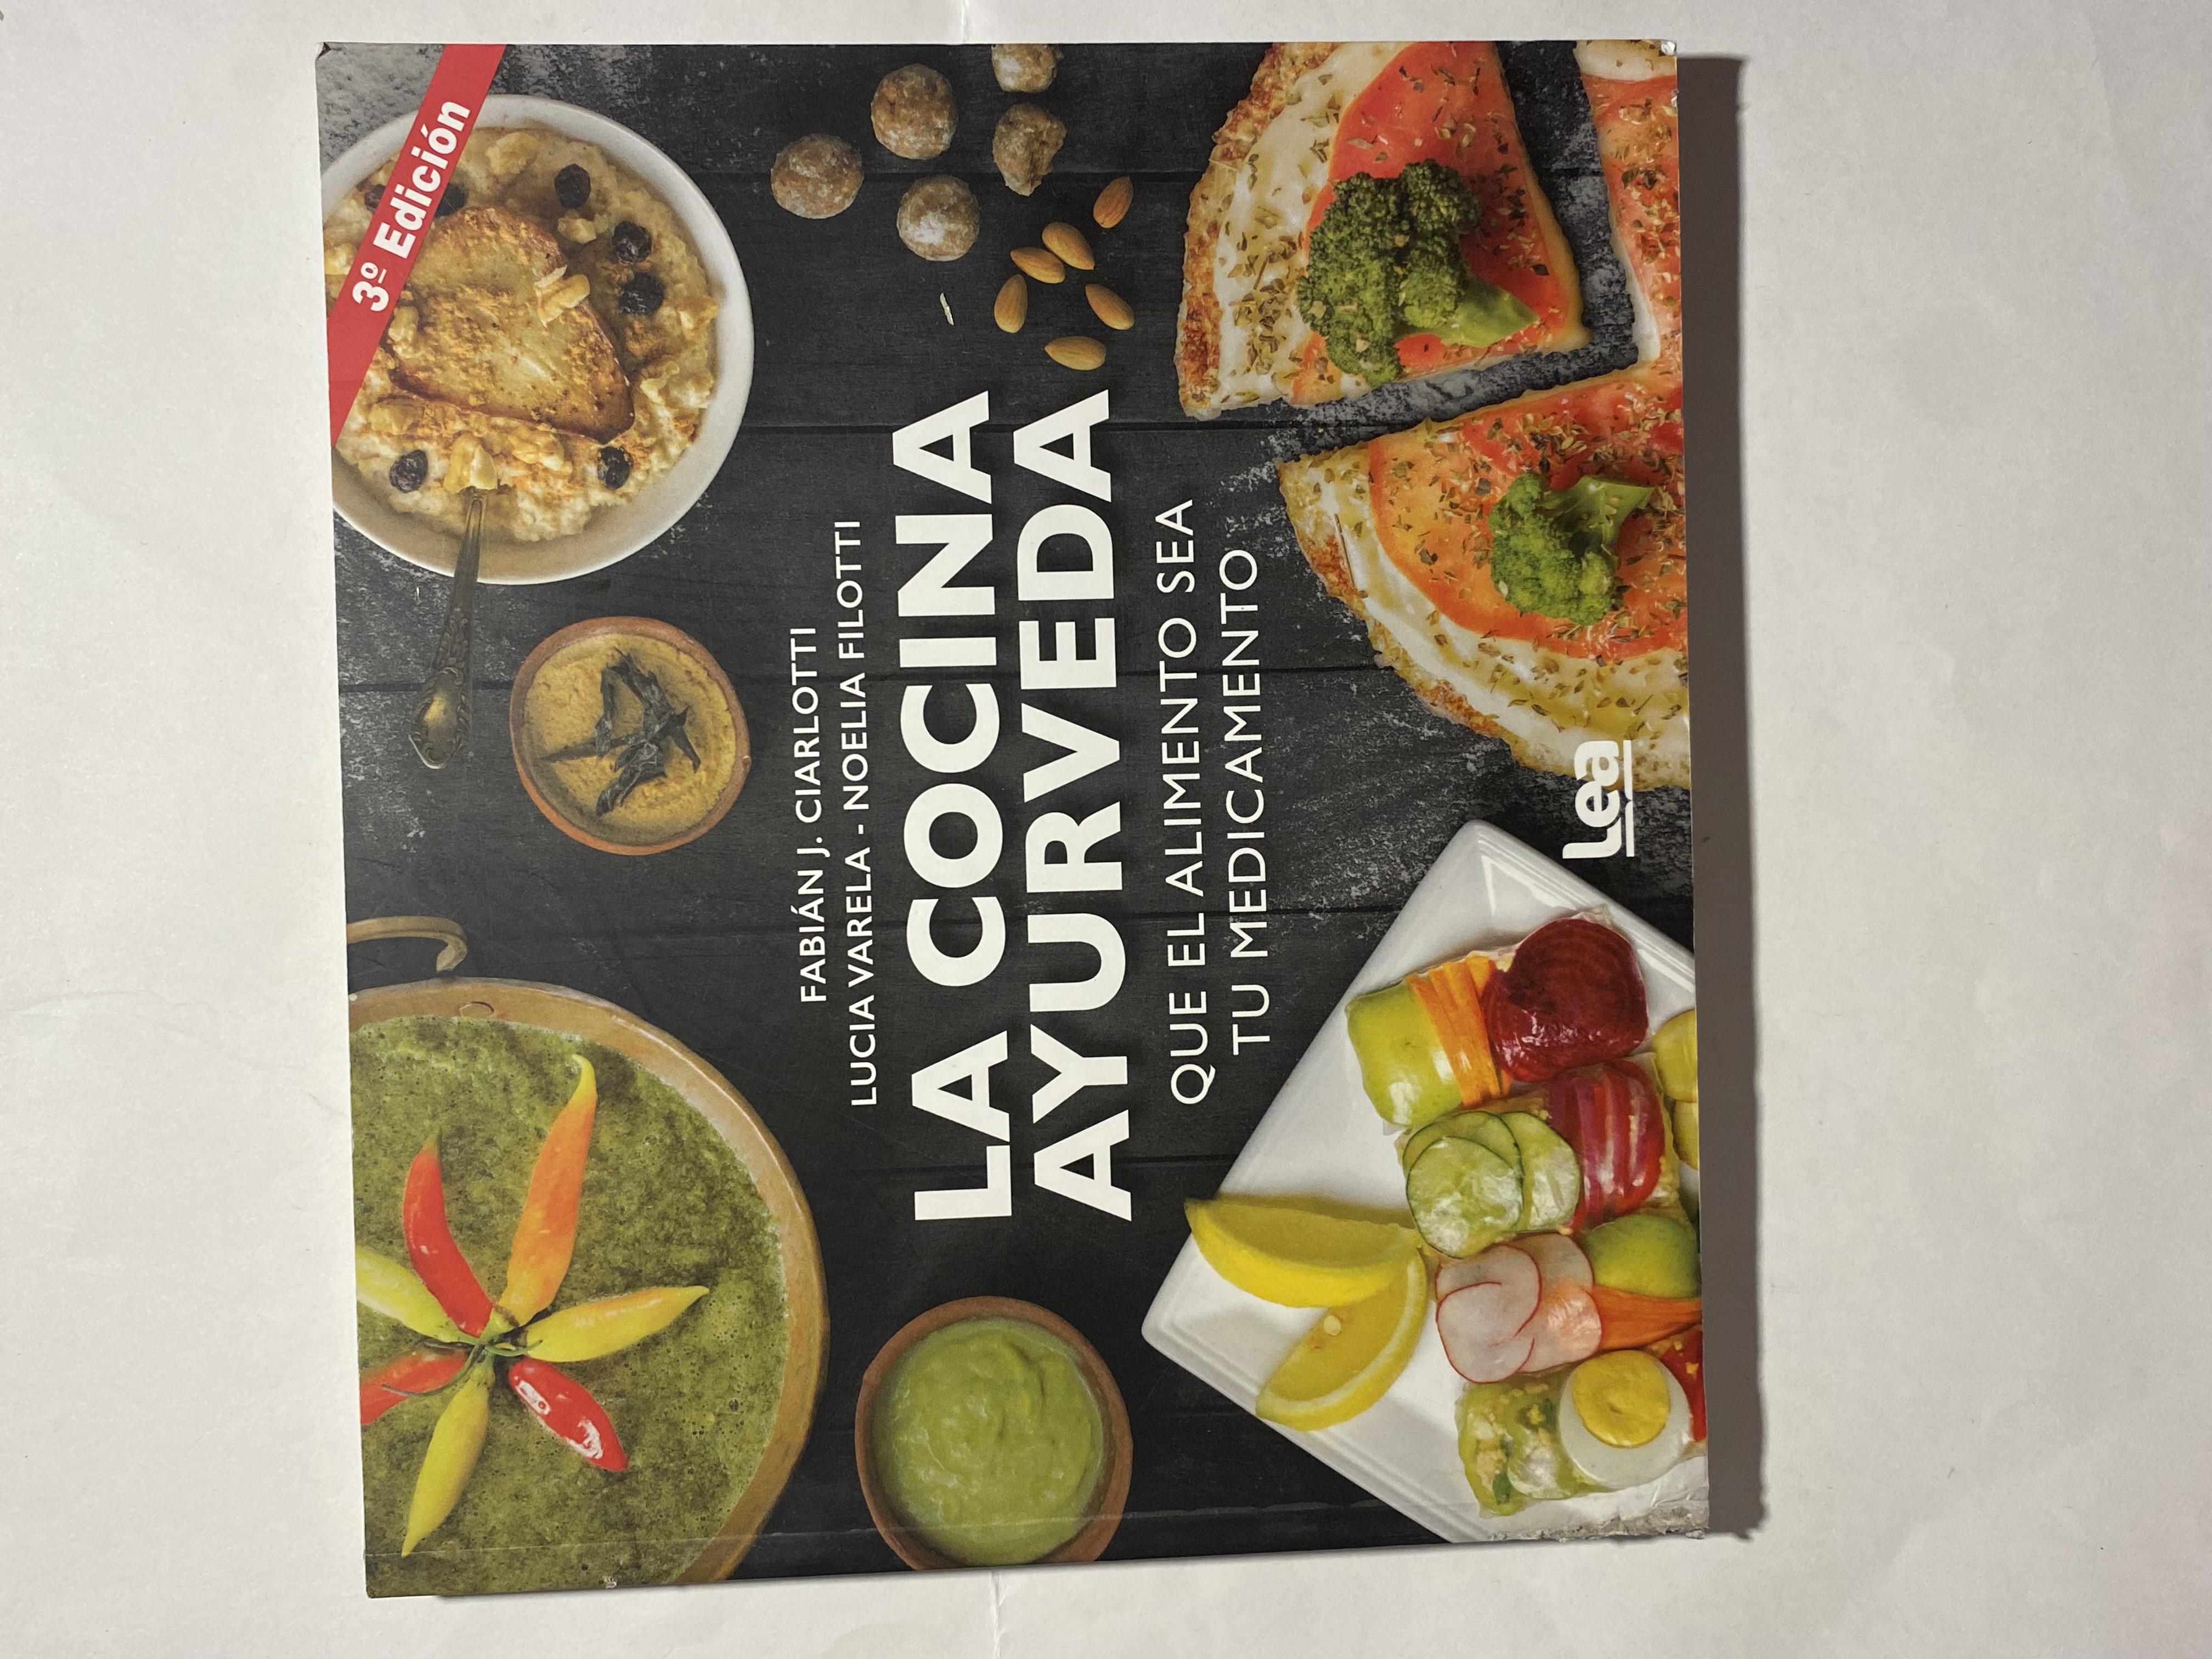 3º Edición
FABIÁN J. CIARLOTTI
LUCIA VARELA - NOELIA FILOTTI
LA COCINA
AYURVEDA
QUE EL ALIMENTO SEA
TU MEDICAMENTO
Lea